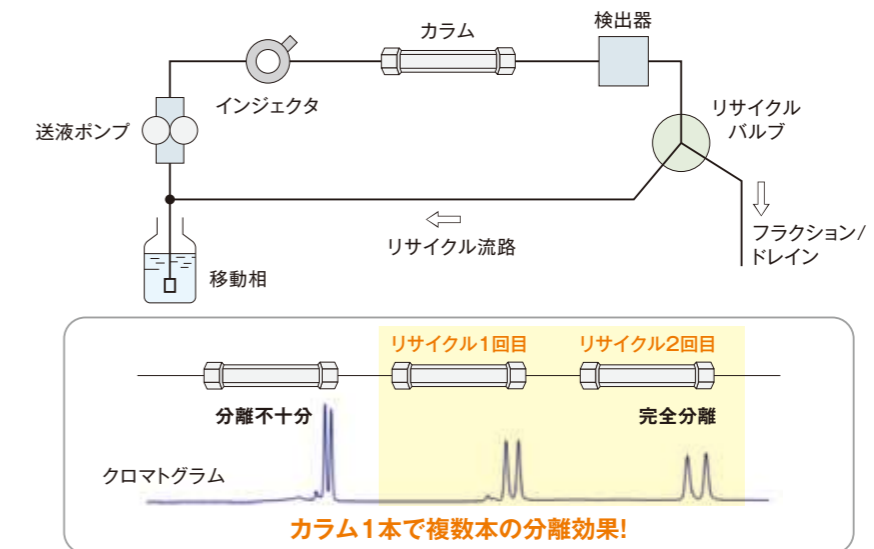 カラム
検出器
インジェクタ
リサイクル
バルブ
送液ポンプ
フラクション/
ドレイン
リサイクル流路
移動相
リサイクル1回目
リサイクル2回目
分離不十分
完全分離
クロマトグラム
カラム1本で複数本の分離効果!